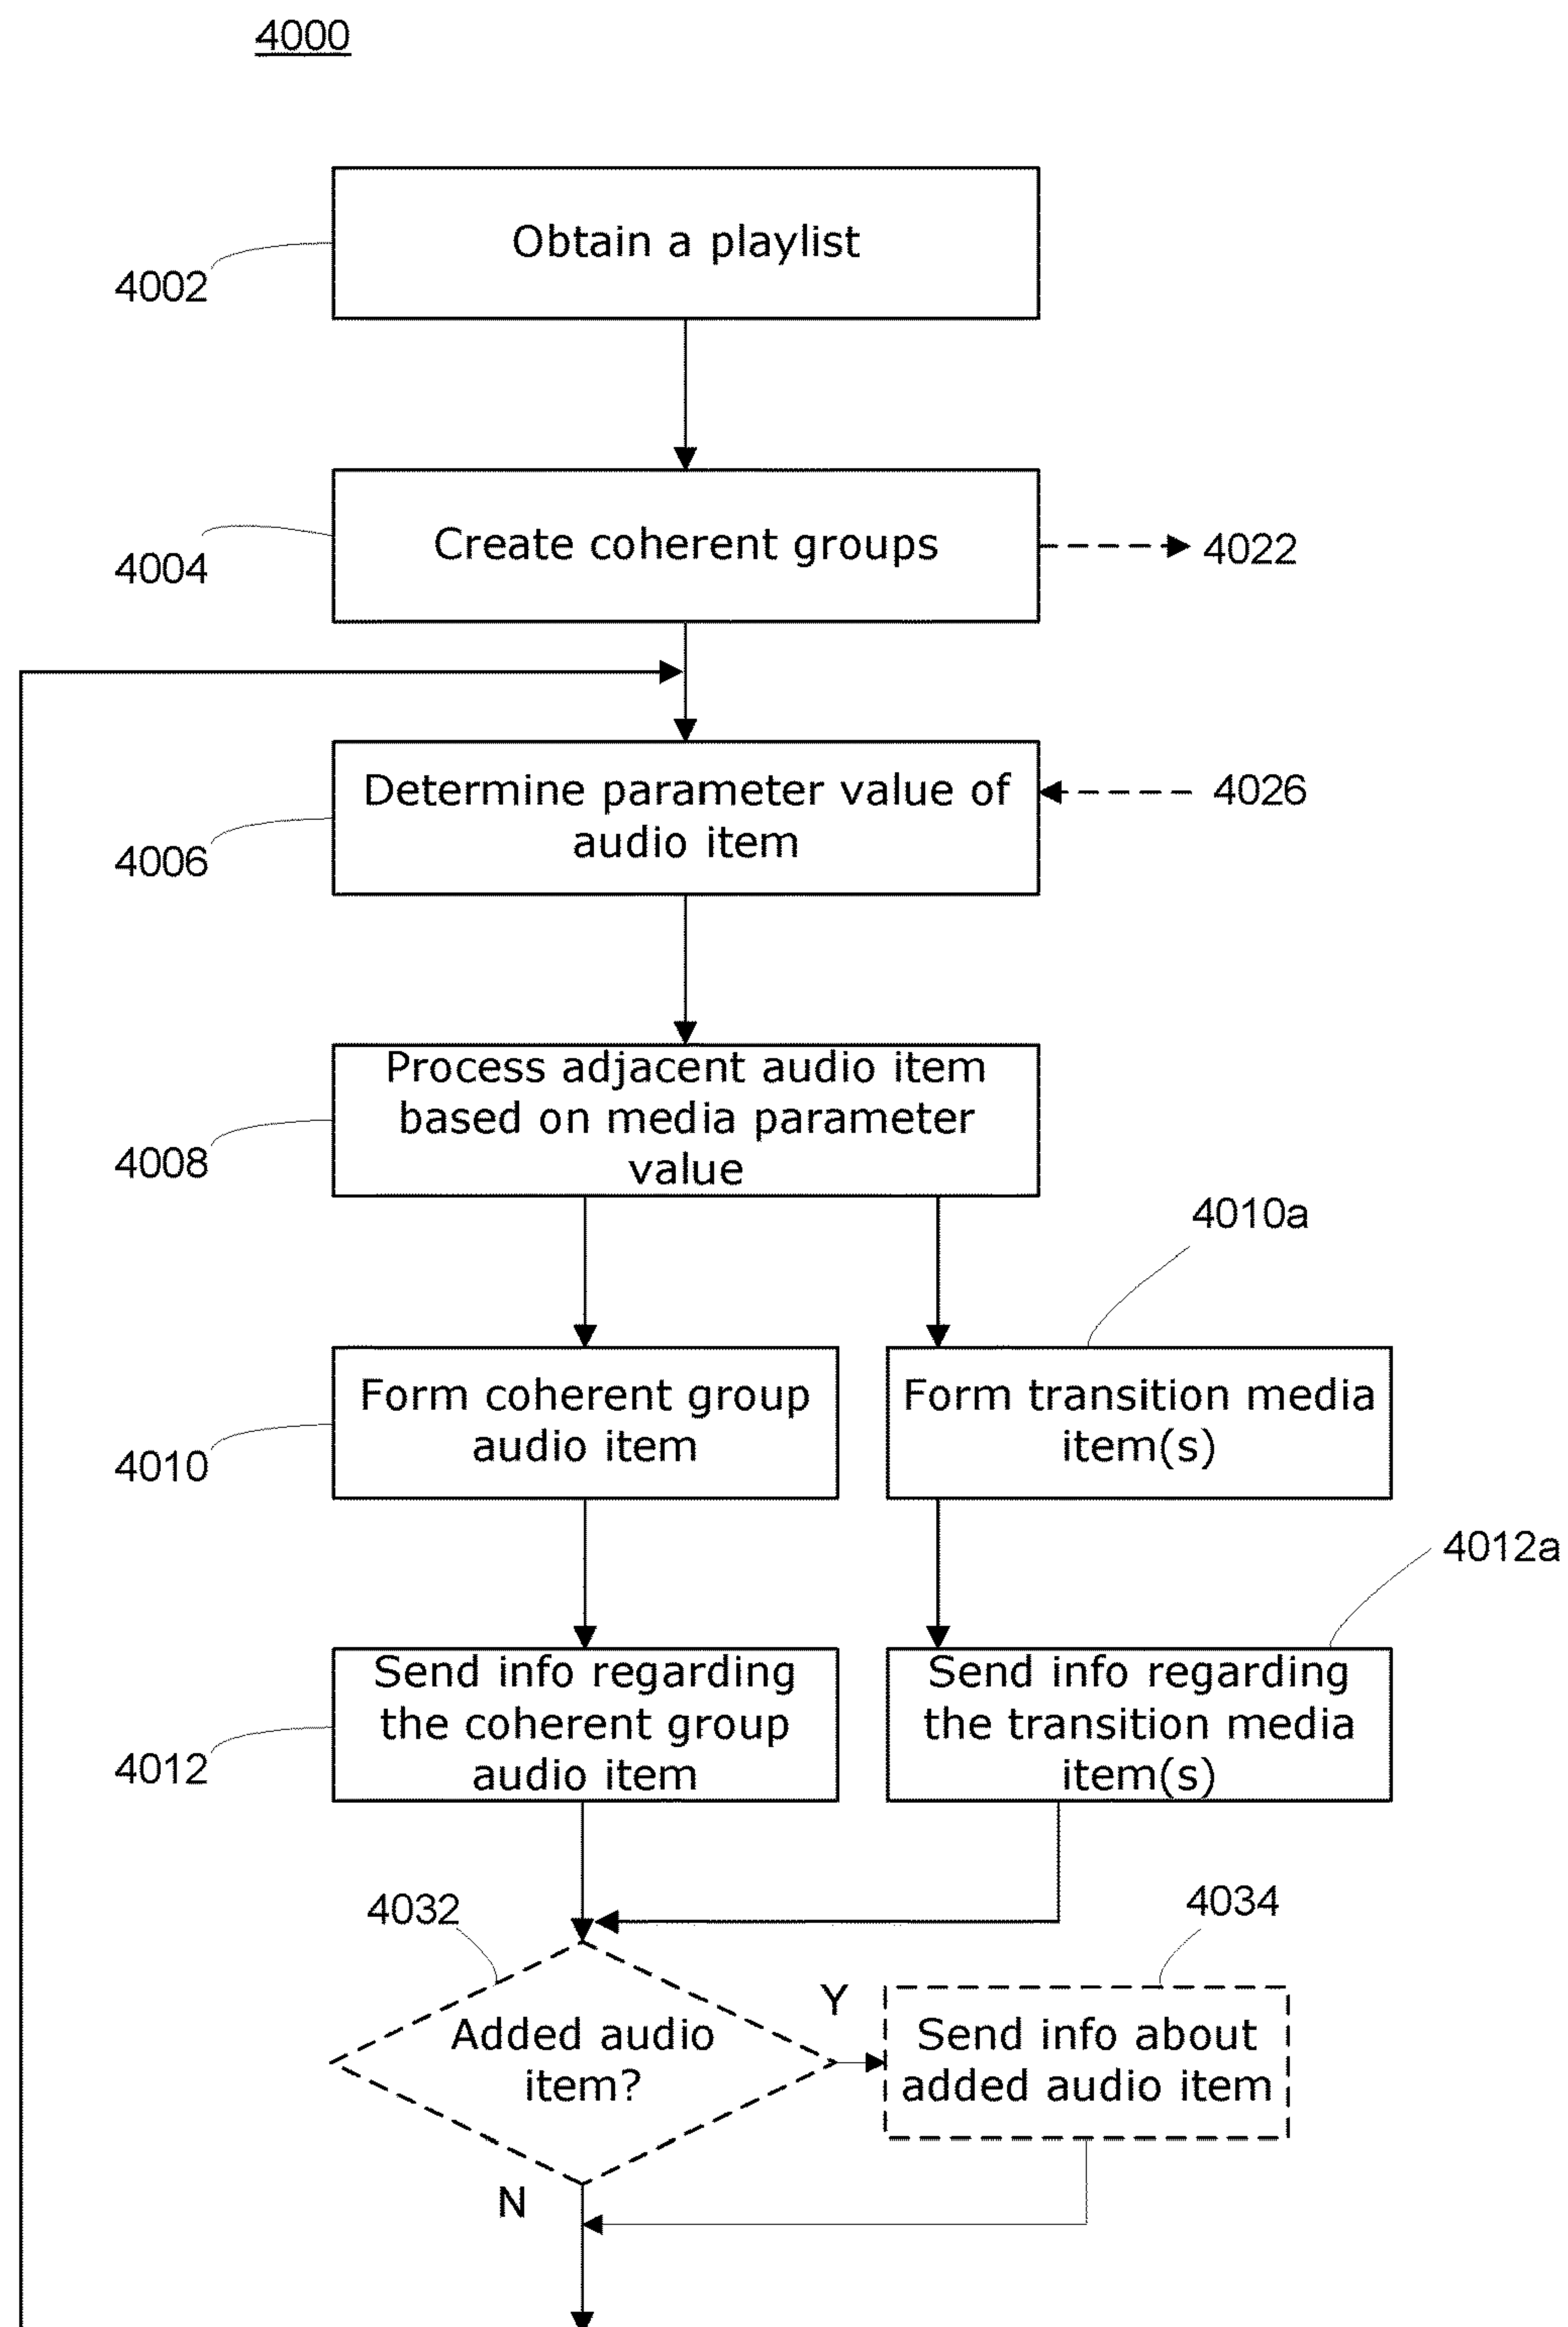 4000
Obtain a playlist
4002
Create coherent groups
4004
4022
Determine parameter value of
audio item
4006
4026
Process adjacent audio item
based on media parameter
value
4008
4010a
Form coherent group
audio item
4010
Form transition media
item(s)
4012a
Send info regarding
the coherent group
audio item
4012
Send info regarding
the transition media
item(s)
4032
4034
Added audio
item?
Y
Send info about
added audio item
N